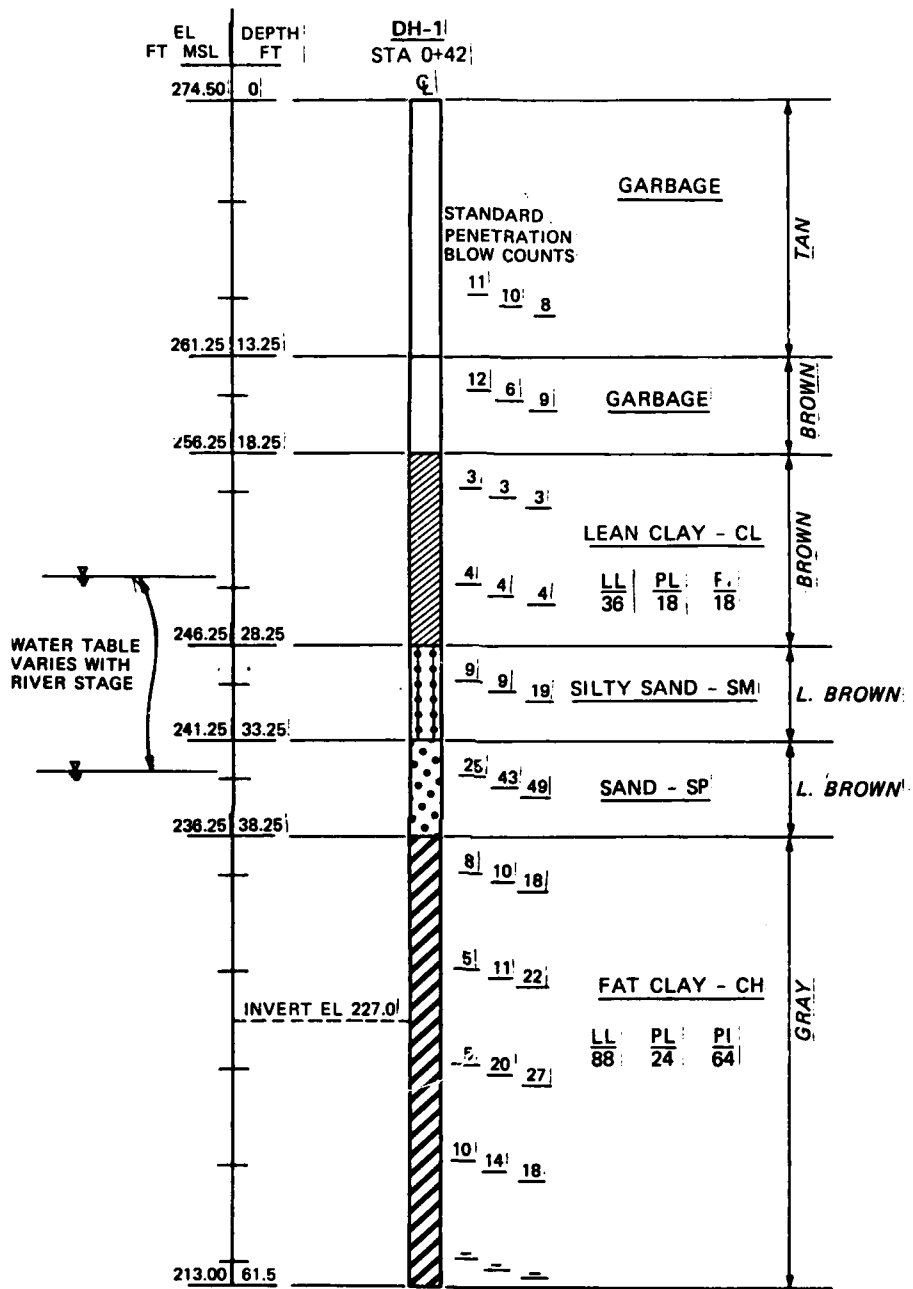 EL DEPTH DH-1
FT MSL FT STA 0+42
274.50 0 ℄
GARBAGE
STANDARD
PENETRATION
BLOW COUNTS
TAN
11 10 8
261.25 13.25
12 6 9 GARBAGE
BROWN
256.25 18.25
3 3 3
LEAN CLAY - CL
BROWN
4 4 4
LL PL
36 18 18
246.25 28.25
WATER TABLE
VARIES WITH
RIVER STAGE
9 9 19 SILTY SAND - SM L. BROWN
241.25 33.25
25 43 49 SAND - SP L. BROWN
236.25 38.25
8 10 18
5 11 22
FAT CLAY - CH
GRAY
INVERT EL 227.0
LL PL PI
88 24 64
5 20 27
10 14 18
- - -
213.00 61.5